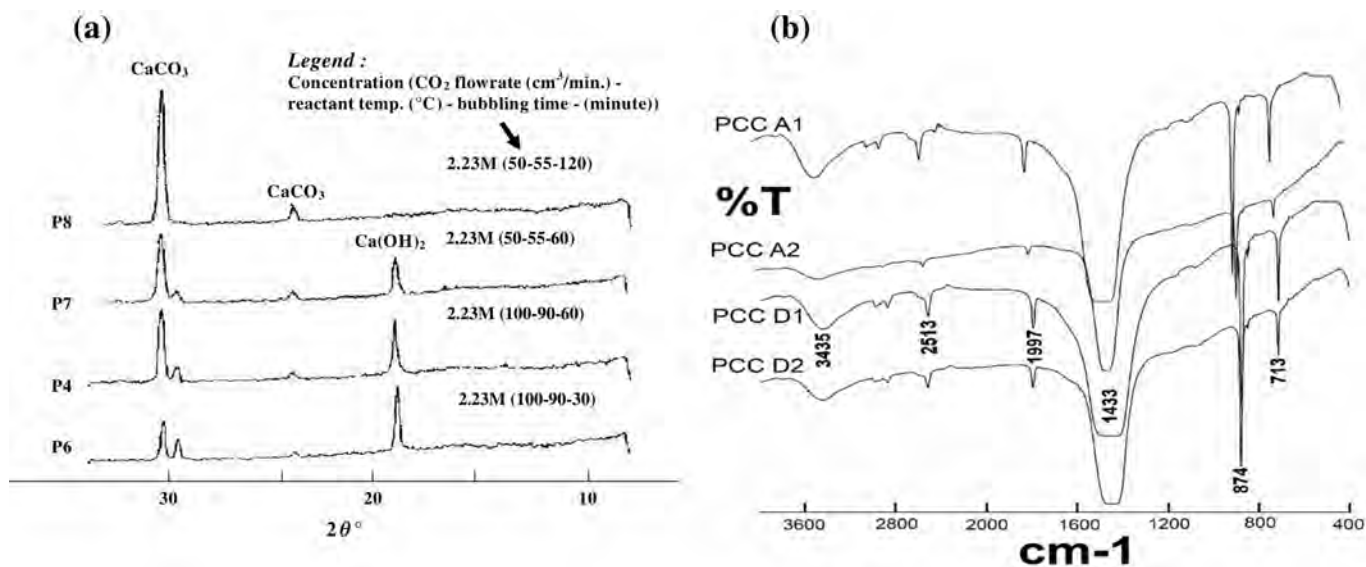 (a)
CaCO₃
Legend :
Concentration (CO₂ flowrate (cm³/min.) -
reactant temp. (°C) - bubbling time - (minute))
2.23M (50-55-120)
CaCO₃
P8
2.23M (50-55-60)
Ca(OH)₂
P7
2.23M (100-90-60)
P4
2.23M (100-90-30)
P6
30 20 10
2θ°
(b)
PCC A1
%T
PCC A2
PCC D1
3435
2513
1997
1433
874
713
PCC D2
3600 2800 2000 1600 1200 800 400
cm-1